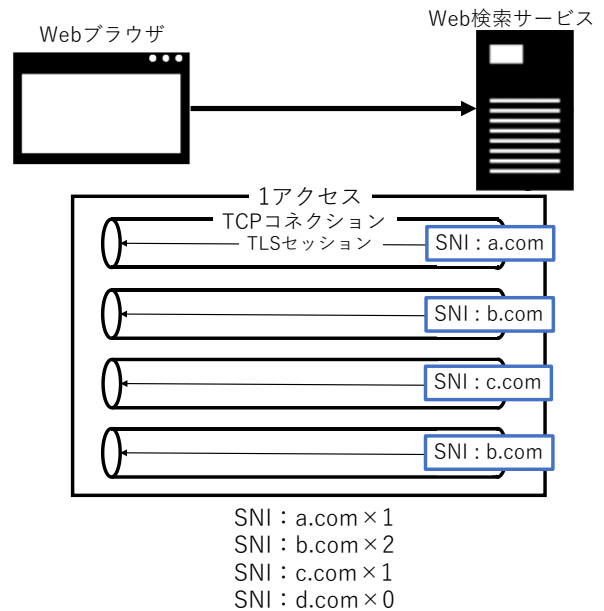 Web検索サービス
Webブラウザ
1アクセス
TCPコネクション
TLSセッション
SNI : a.com
SNI : b.com
SNI : c.com
SNI : b.com
SNI：a.com×1
SNI：b.com×2
SNI：c.com×1
SNI：d.com×0